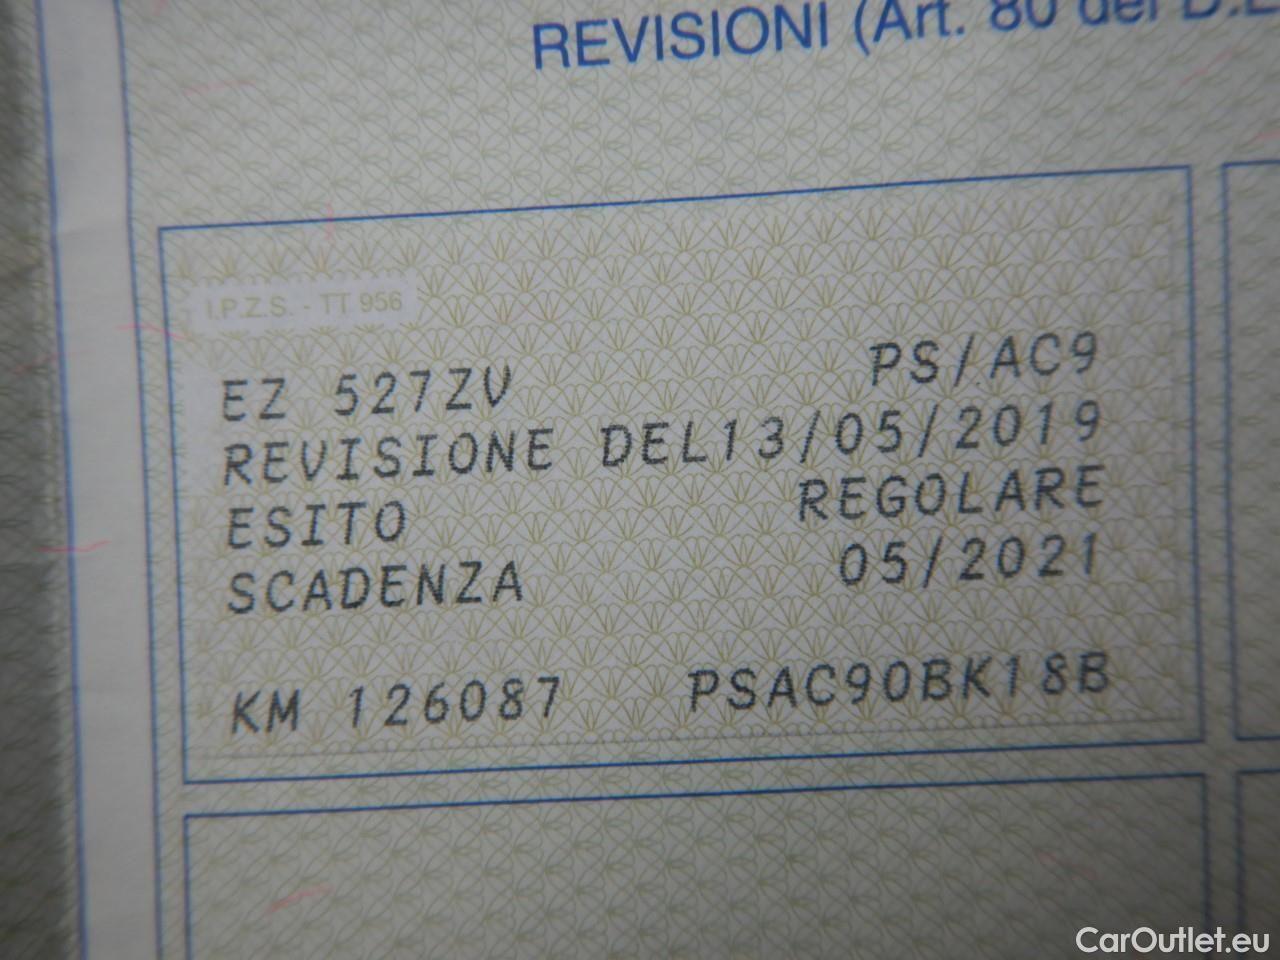 REVISIONI (Art. 80 del D.L
I.P.Z.S. - TT 956
EZ 527ZV PS/AC9
REVISIONE DEL13/05/2019
ESITO REGOLARE
SCADENZA 05/2021
KM 126087 PSAC90BK18B
CarOutlet.eu